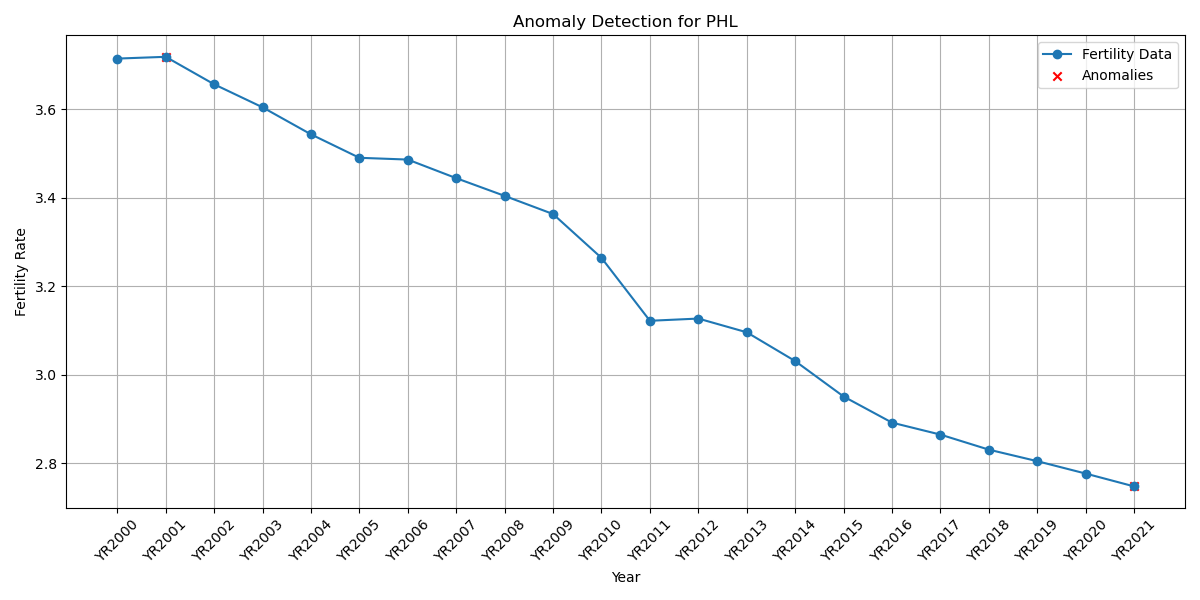 Anomaly Detection for PHL
Fertility Data
Anomalies
Fertility Rate
3.6
3.4
3.2
3.0
2.8
YR2000
YR2001
YR2002
YR2003
YR2004
YR2005
YR2006
YR2007
YR2008
YR2009
YR2010
YR2011
YR2012
YR2013
YR2014
YR2015
YR2016
YR2017
YR2018
YR2019
YR2020
YR2021
Year